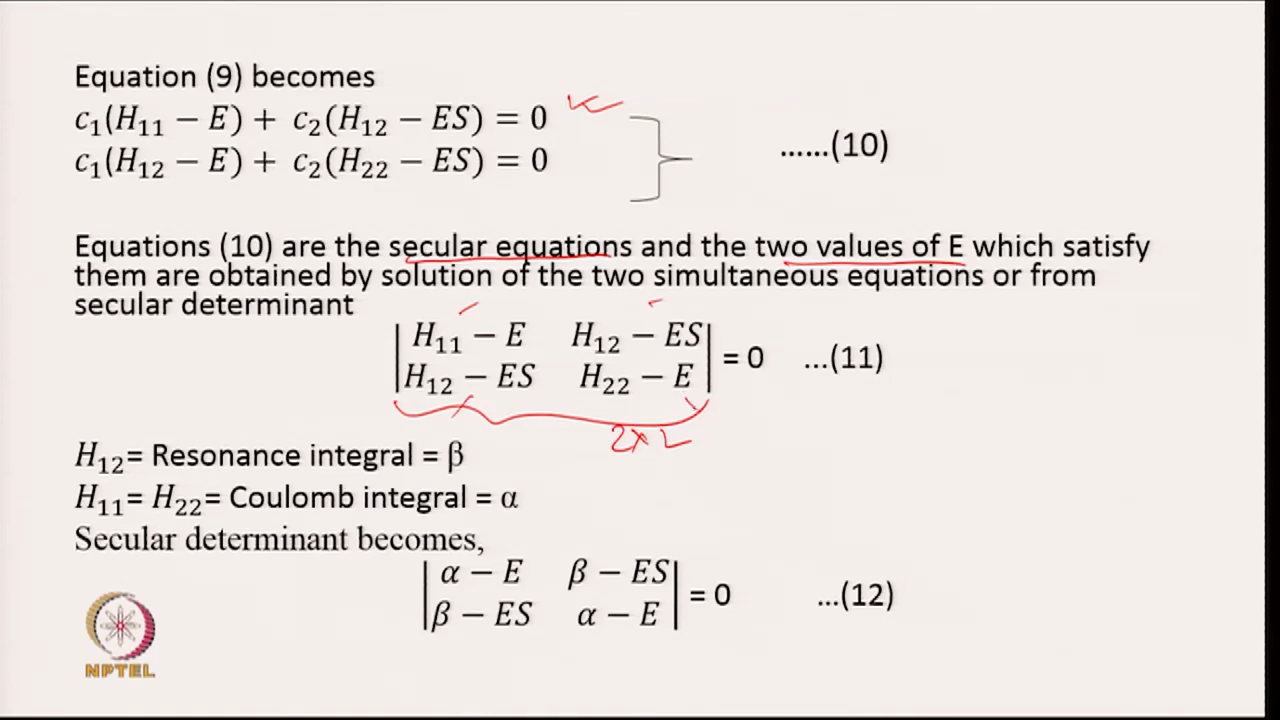 Equation (9) becomes
c₁(H₁₁ − E) + c₂(H₁₂ − ES) = 0
c₁(H₁₂ − E) + c₂(H₂₂ − ES) = 0
……(10)
Equations (10) are the secular equations and the two values of E which satisfy
them are obtained by solution of the two simultaneous equations or from
secular determinant
|H₁₁ − E H₁₂ − ES| = 0 ...(11)
|H₁₂ − ES H₂₂ − E|
2x2
H₁₂= Resonance integral = β
H₁₁= H₂₂= Coulomb integral = α
Secular determinant becomes,
|α − E β − ES| = 0 ...(12)
|β − ES α − E|
NPTEL